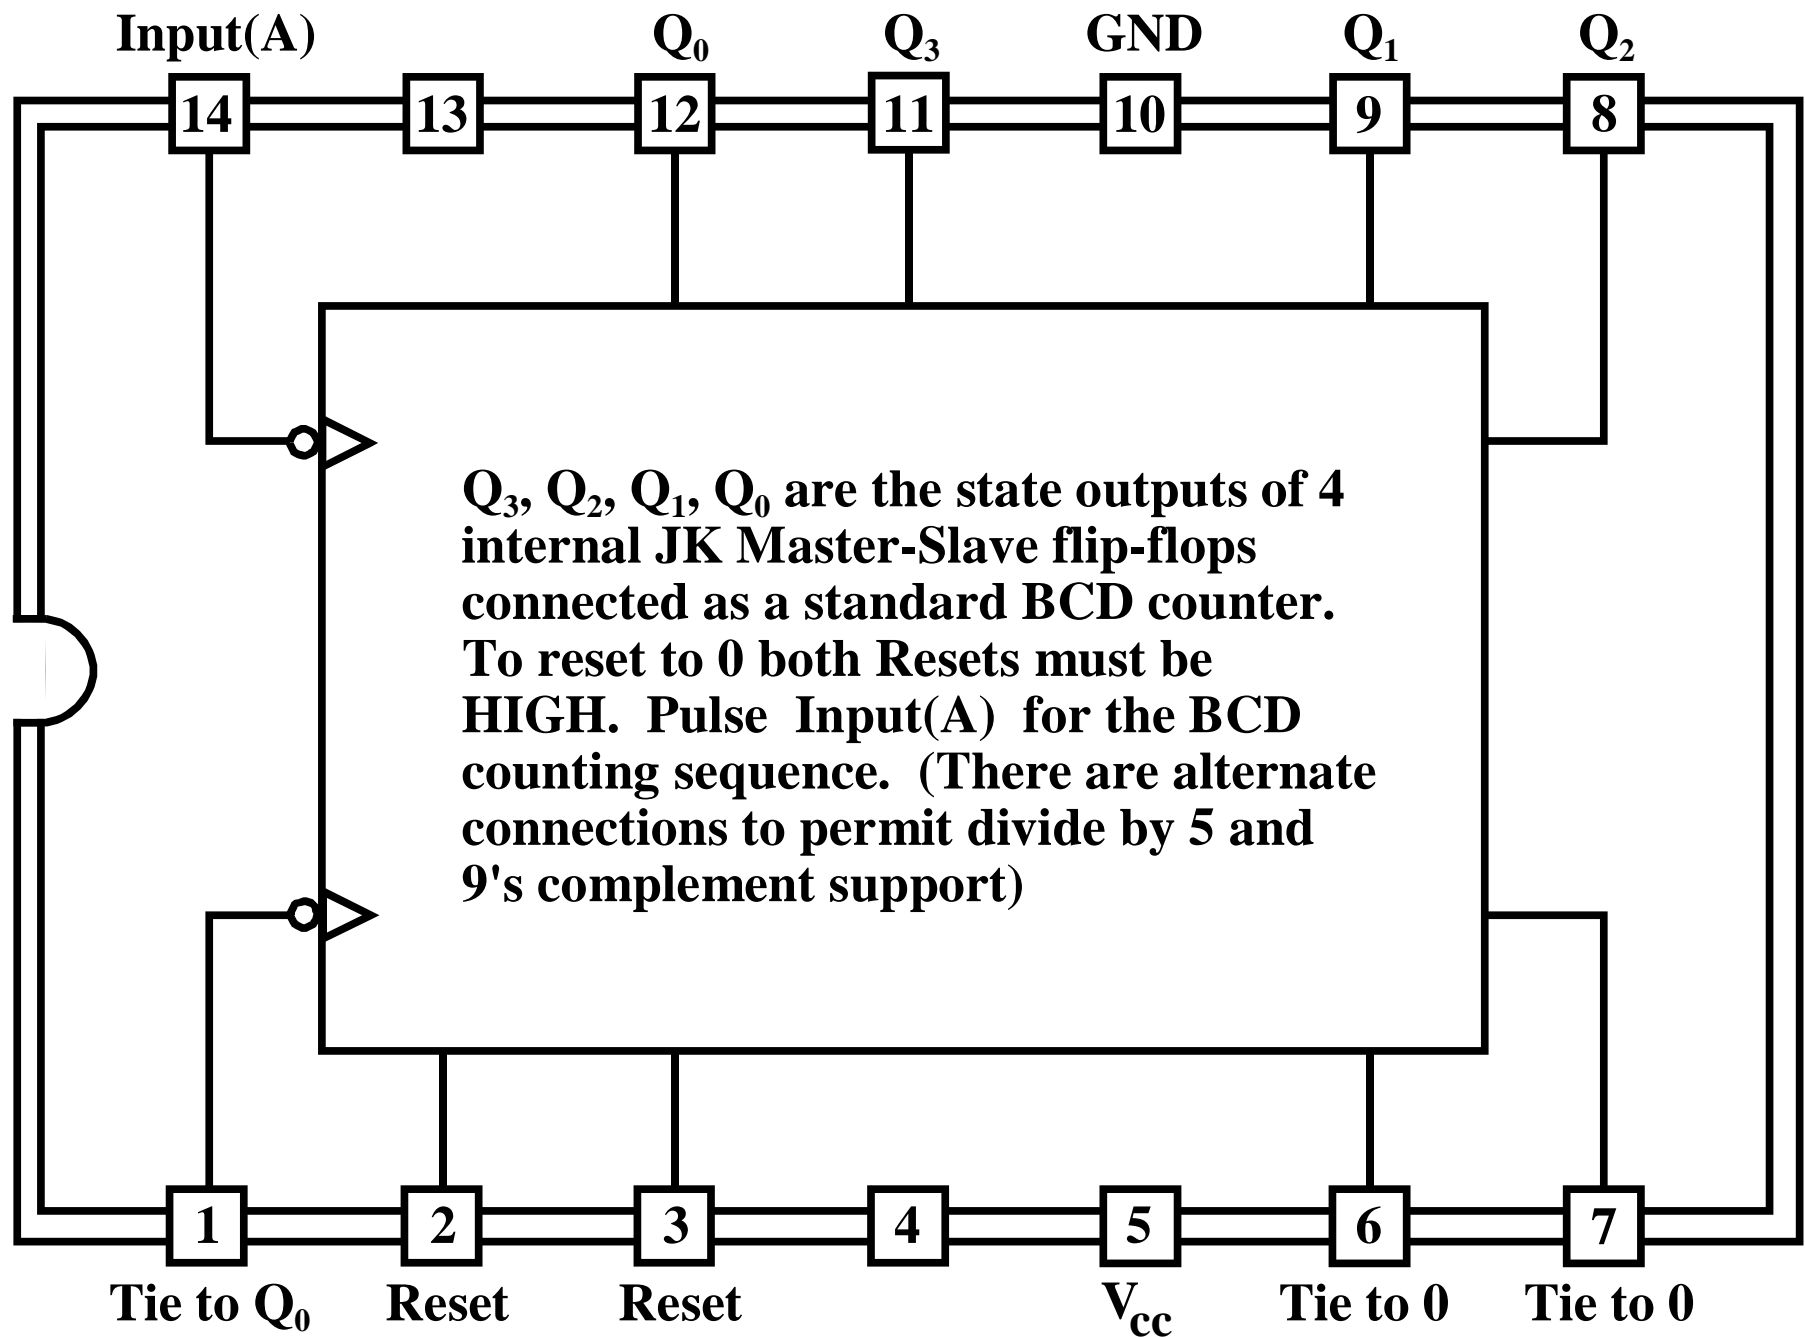 Input(A) Q0 Q3 GND Q1 Q2
14 13 12 11 10 9 8
Q3, Q2, Q1, Q0 are the state outputs of 4
internal JK Master-Slave flip-flops
connected as a standard BCD counter.
To reset to 0 both Resets must be
HIGH. Pulse Input(A) for the BCD
counting sequence. (There are alternate
connections to permit divide by 5 and
9's complement support)
1 2 3 4 5 6 7
Tie to Q0 Reset Reset Vcc Tie to 0 Tie to 0